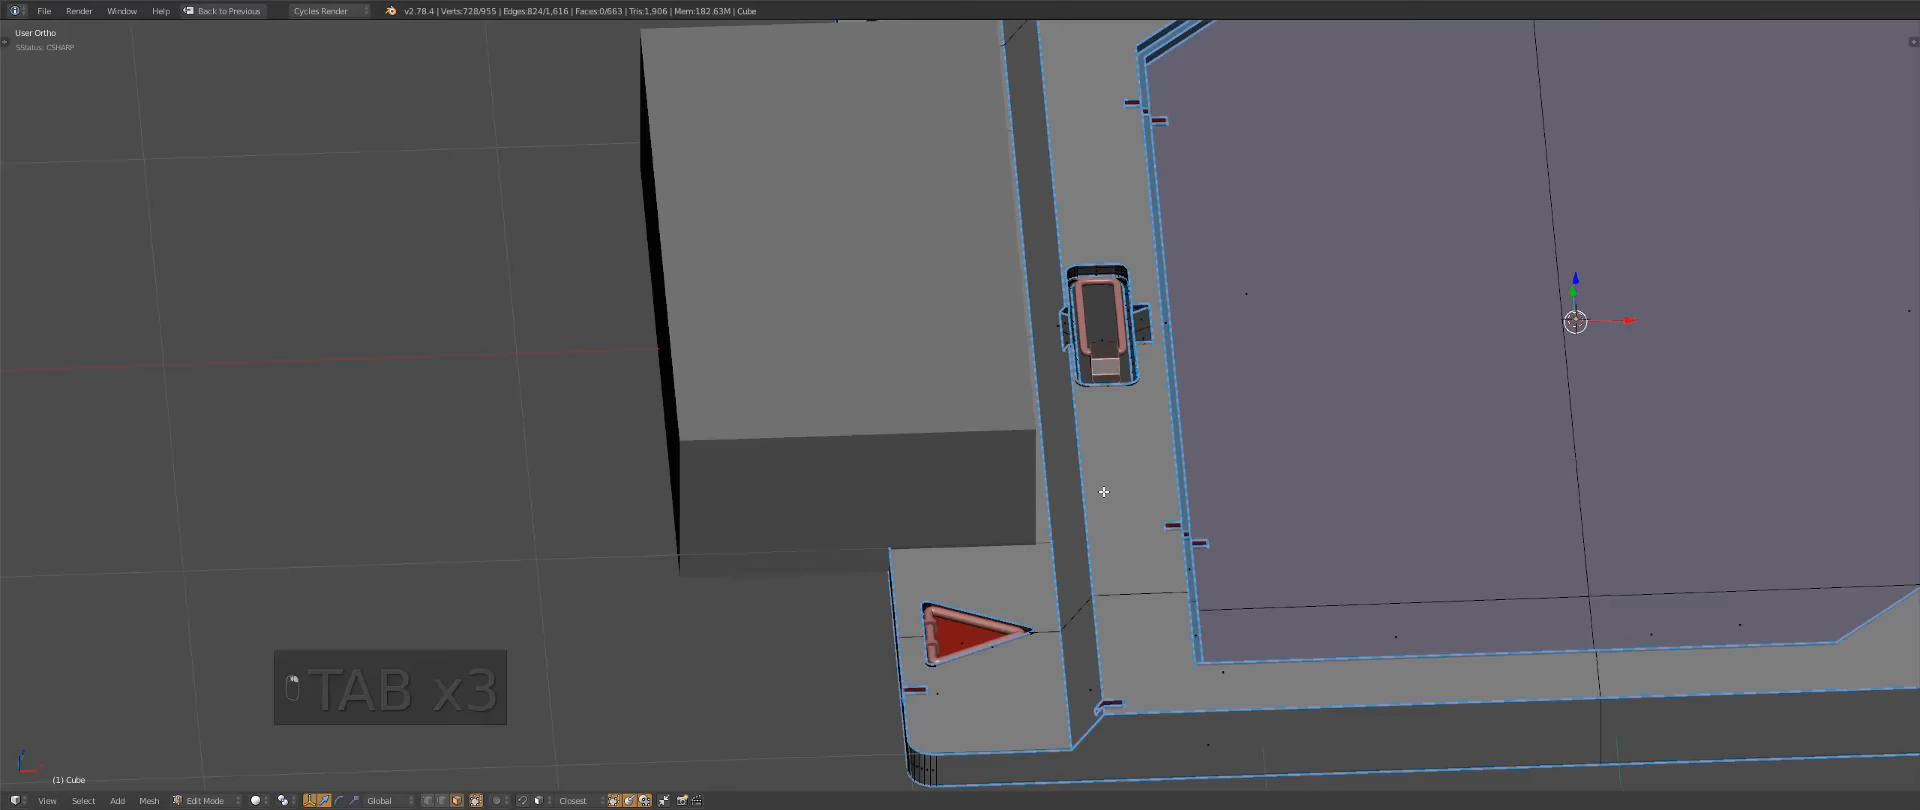 File Render Window Help Back to Previous Cycles Render v2.78.4 | Verts:728/955 | Edges:824/1,616 | Faces:0/663 | Tris:1,906 | Mem:182.63M | Cube
User Ortho
SStatus: CSHARP
TAB x3
(1) Cube
View Select Add Mesh Edit Mode Global Closest